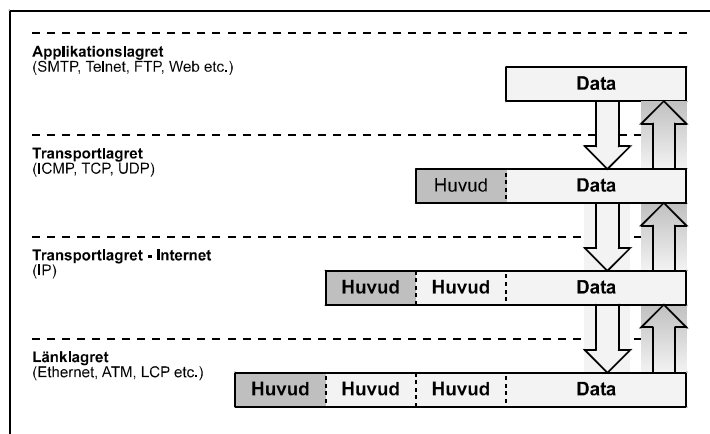 Applikationslagret
(SMTP, Telnet, FTP, Web etc.)
Data
Transportlagret
(ICMP, TCP, UDP)
Huvud Data
Transportlagret - Internet
(IP)
Huvud Huvud Data
Länklagret
(Ethernet, ATM, LCP etc.)
Huvud Huvud Huvud Data